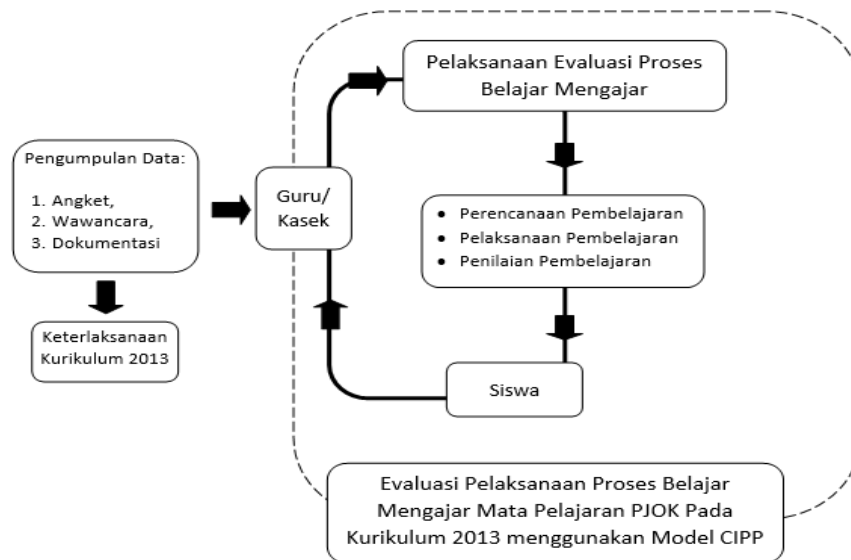 Pengumpulan Data:
1. Angket,
2. Wawancara,
3. Dokumentasi
Keterlaksanaan
Kurikulum 2013
Guru/
Kasek
Pelaksanaan Evaluasi Proses
Belajar Mengajar
• Perencanaan Pembelajaran
• Pelaksanaan Pembelajaran
• Penilaian Pembelajaran
Siswa
Evaluasi Pelaksanaan Proses Belajar
Mengajar Mata Pelajaran PJOK Pada
Kurikulum 2013 menggunakan Model CIPP